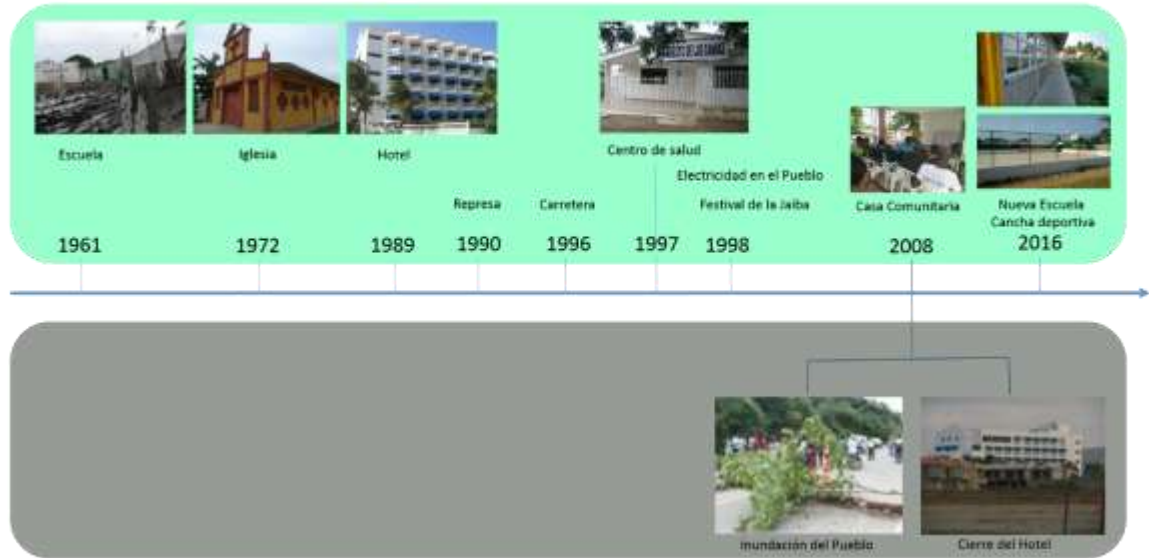 Escuela
Iglesia
Hotel
Centro de salud
Electricidad en el Pueblo
Represa
Carretera
Festival de la Jaiba
Casa Comunitaria
Nueva Escuela
Cancha deportiva
1961
1972
1989
1990
1996
1997
1998
2008
2016
Inundación del Pueblo
Cierre del Hotel